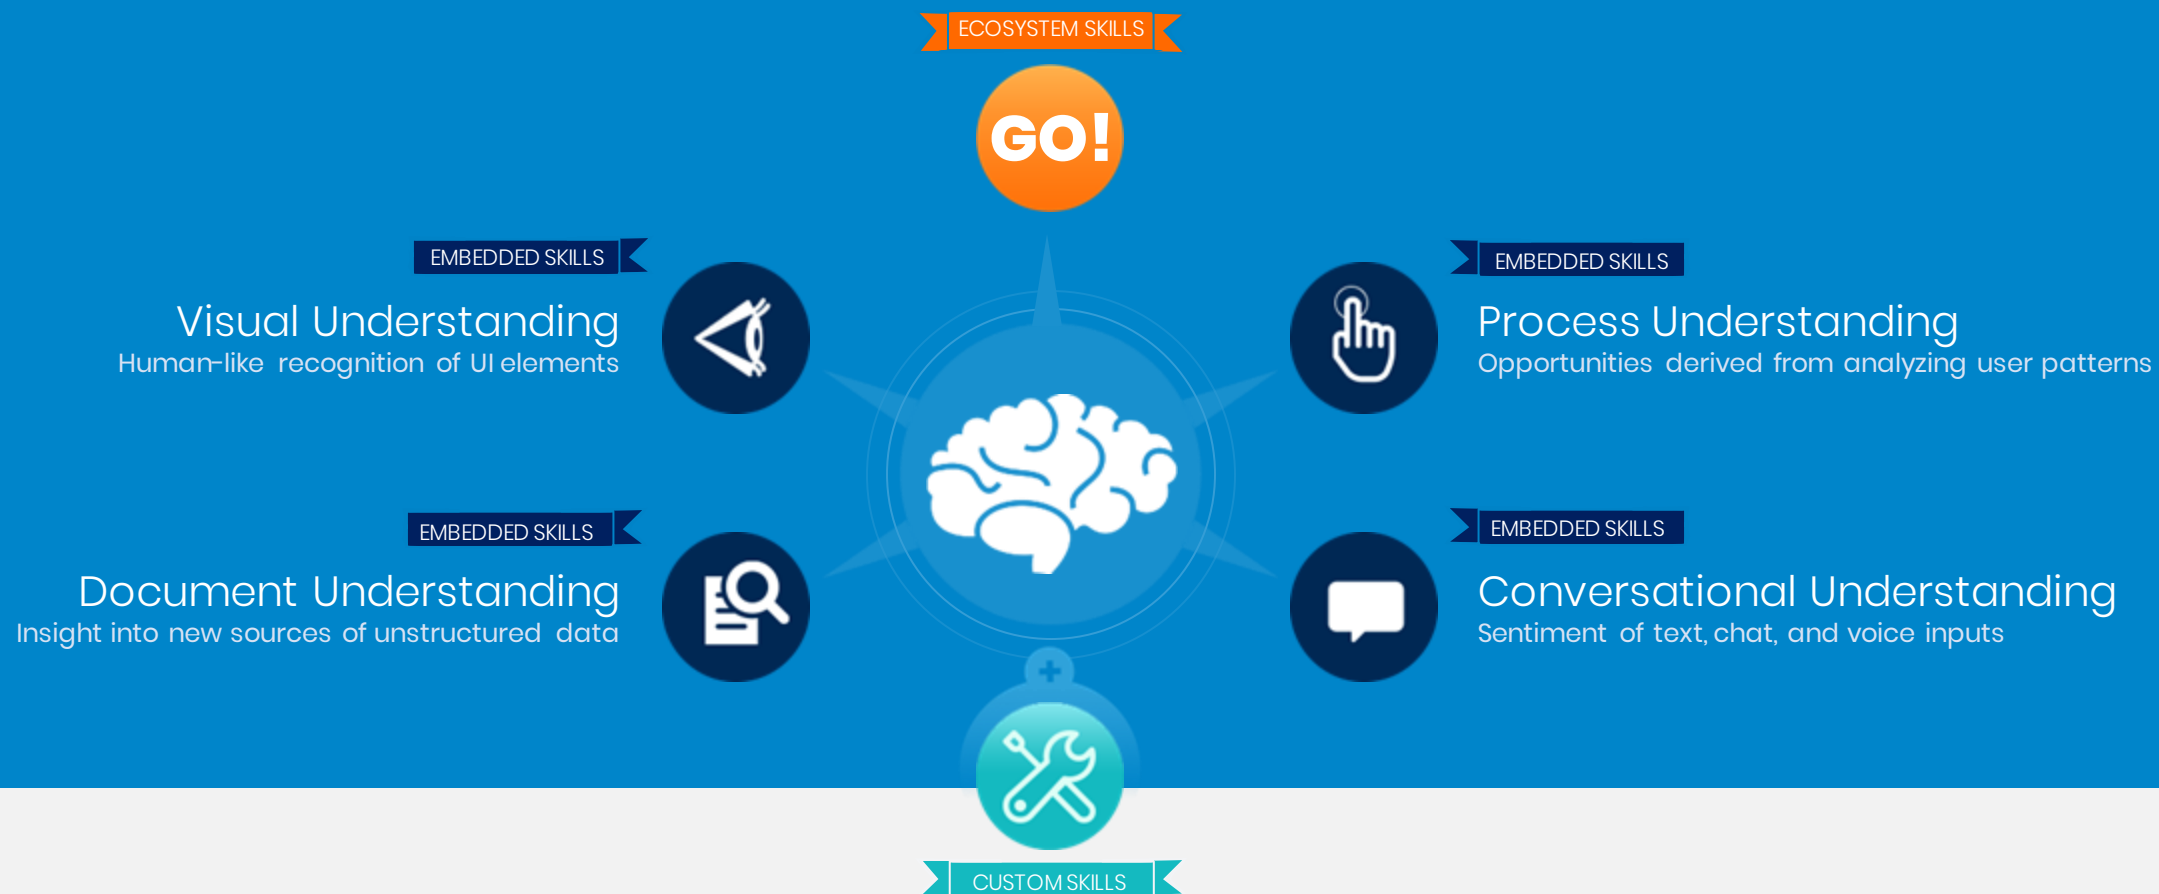 ECOSYSTEM SKILLS
GO!
EMBEDDED SKILLS
Visual Understanding
Human-like recognition of UI elements
EMBEDDED SKILLS
Process Understanding
Opportunities derived from analyzing user patterns
EMBEDDED SKILLS
Document Understanding
Insight into new sources of unstructured data
EMBEDDED SKILLS
Conversational Understanding
Sentiment of text, chat, and voice inputs
CUSTOM SKILLS